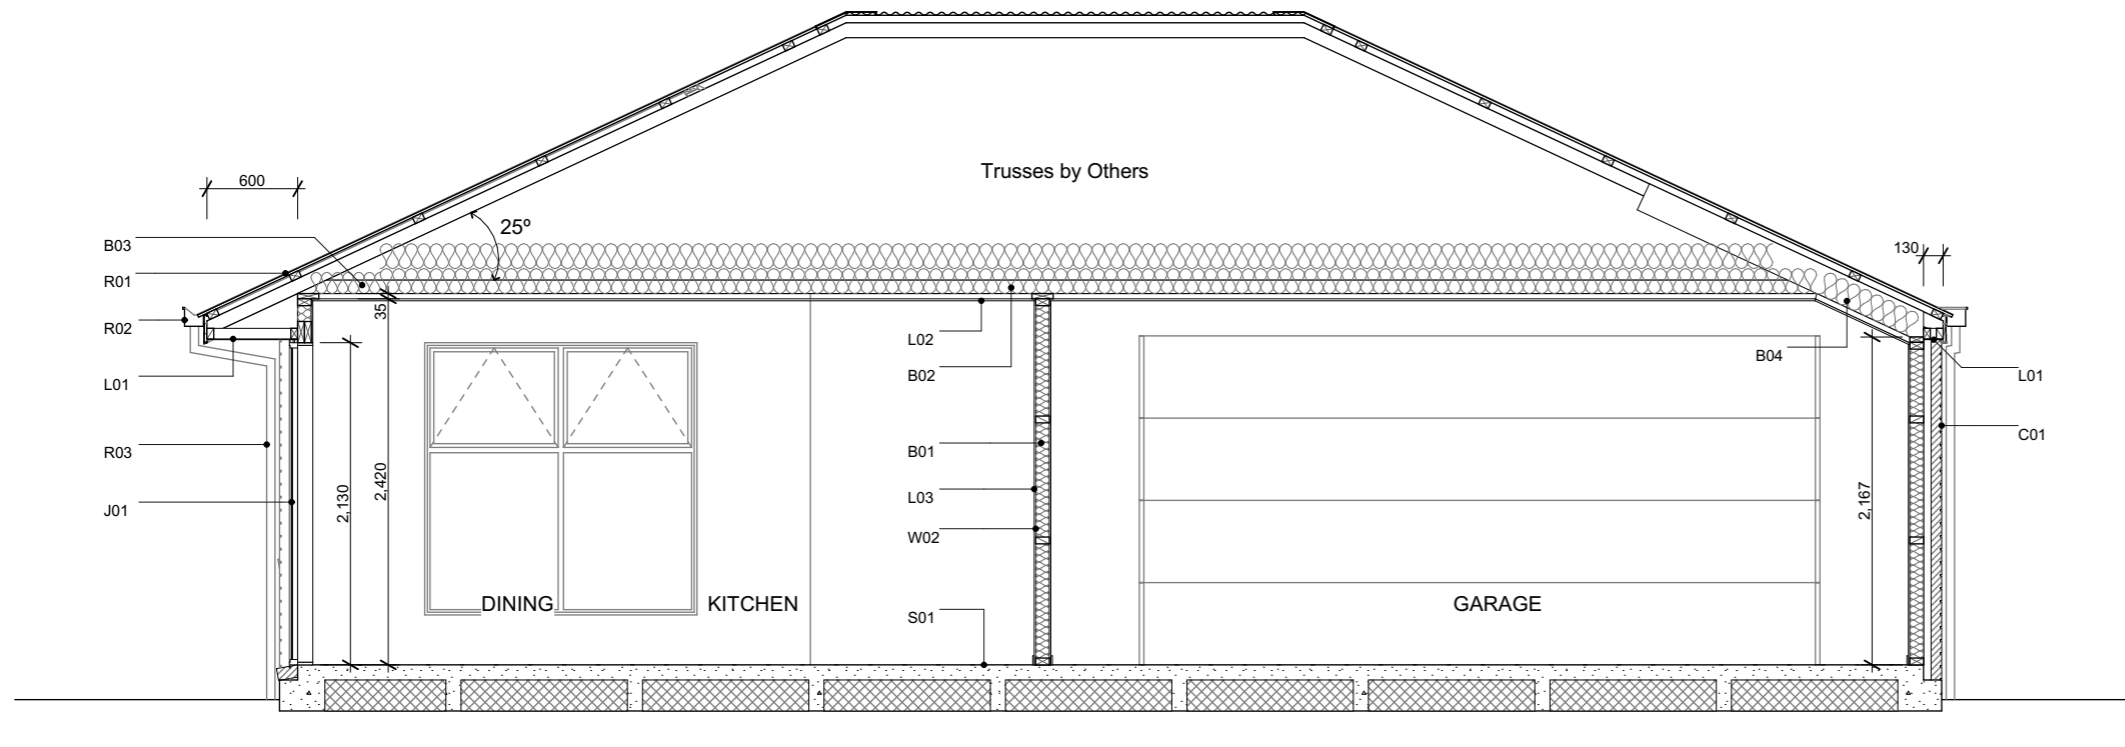 Trusses by Others
600
25º
B03
130
R01
35
R02
L02
B04
B02
L01
L01
C01
B01
R03
2,420
2,130
L03
2,167
J01
W02
DINING
KITCHEN
GARAGE
S01